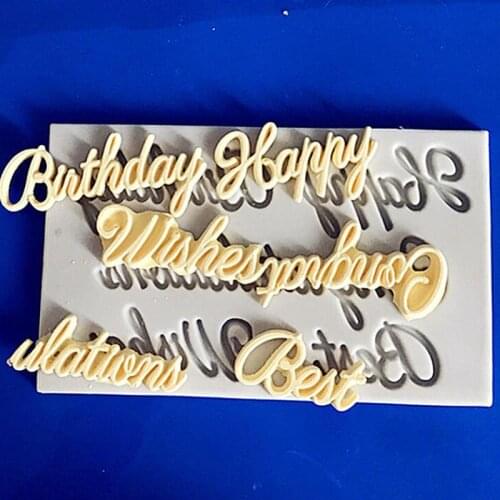 Birthday Happy
Wishes Congrat
ulations Best